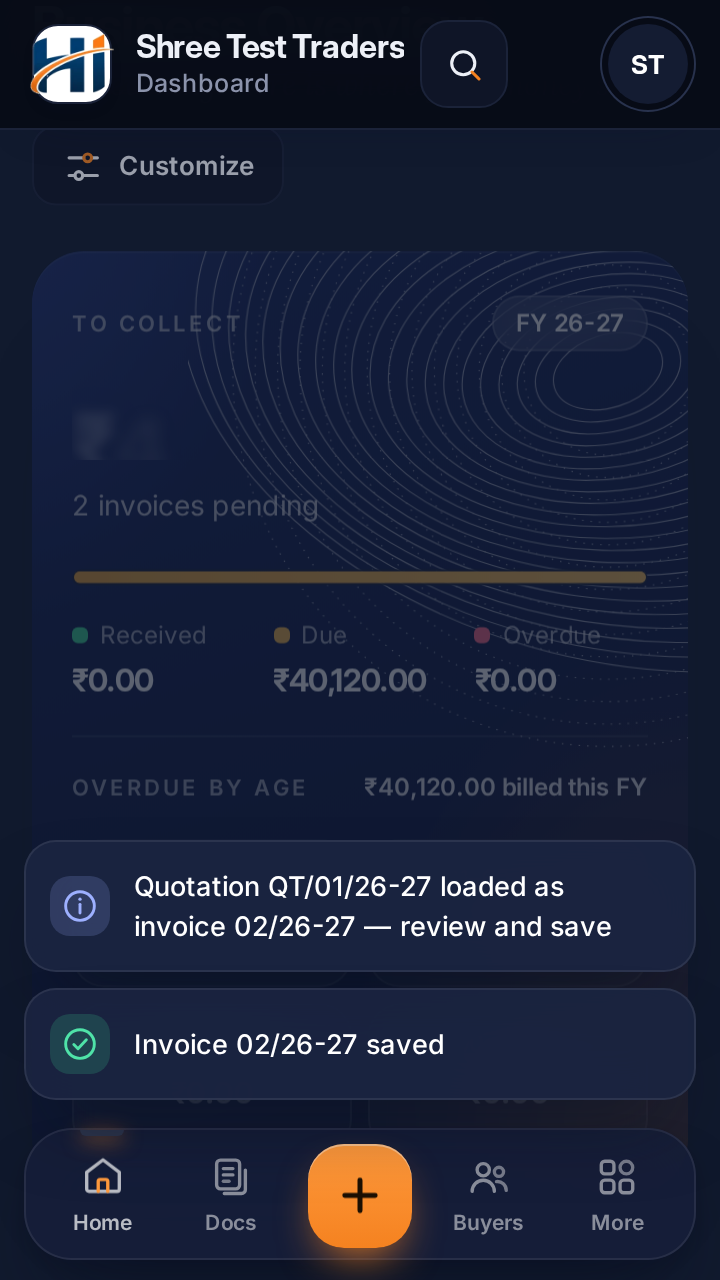 Shree Test Traders
Dashboard
ST
Customize
TO COLLECT
FY 26-27
2 invoices pending
Received
Due
Overdue
₹0.00
₹40,120.00
₹0.00
OVERDUE BY AGE
₹40,120.00 billed this FY
Quotation QT/01/26-27 loaded as
invoice 02/26-27 — review and save
Invoice 02/26-27 saved
Home
Docs
Buyers
More